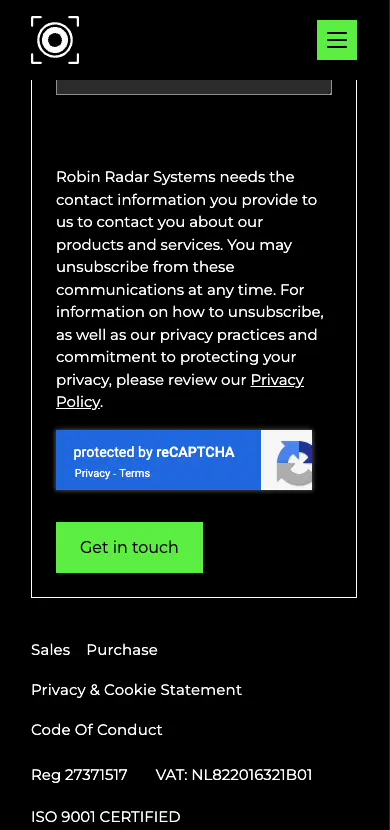 Robin Radar Systems needs the
contact information you provide to
us to contact you about our
products and services. You may
unsubscribe from these
communications at any time. For
information on how to unsubscribe,
as well as our privacy practices and
commitment to protecting your
privacy, please review our Privacy
Policy.
protected by reCAPTCHA
Privacy - Terms
Get in touch
Sales Purchase
Privacy & Cookie Statement
Code Of Conduct
Reg 27371517 VAT: NL822016321B01
ISO 9001 CERTIFIED